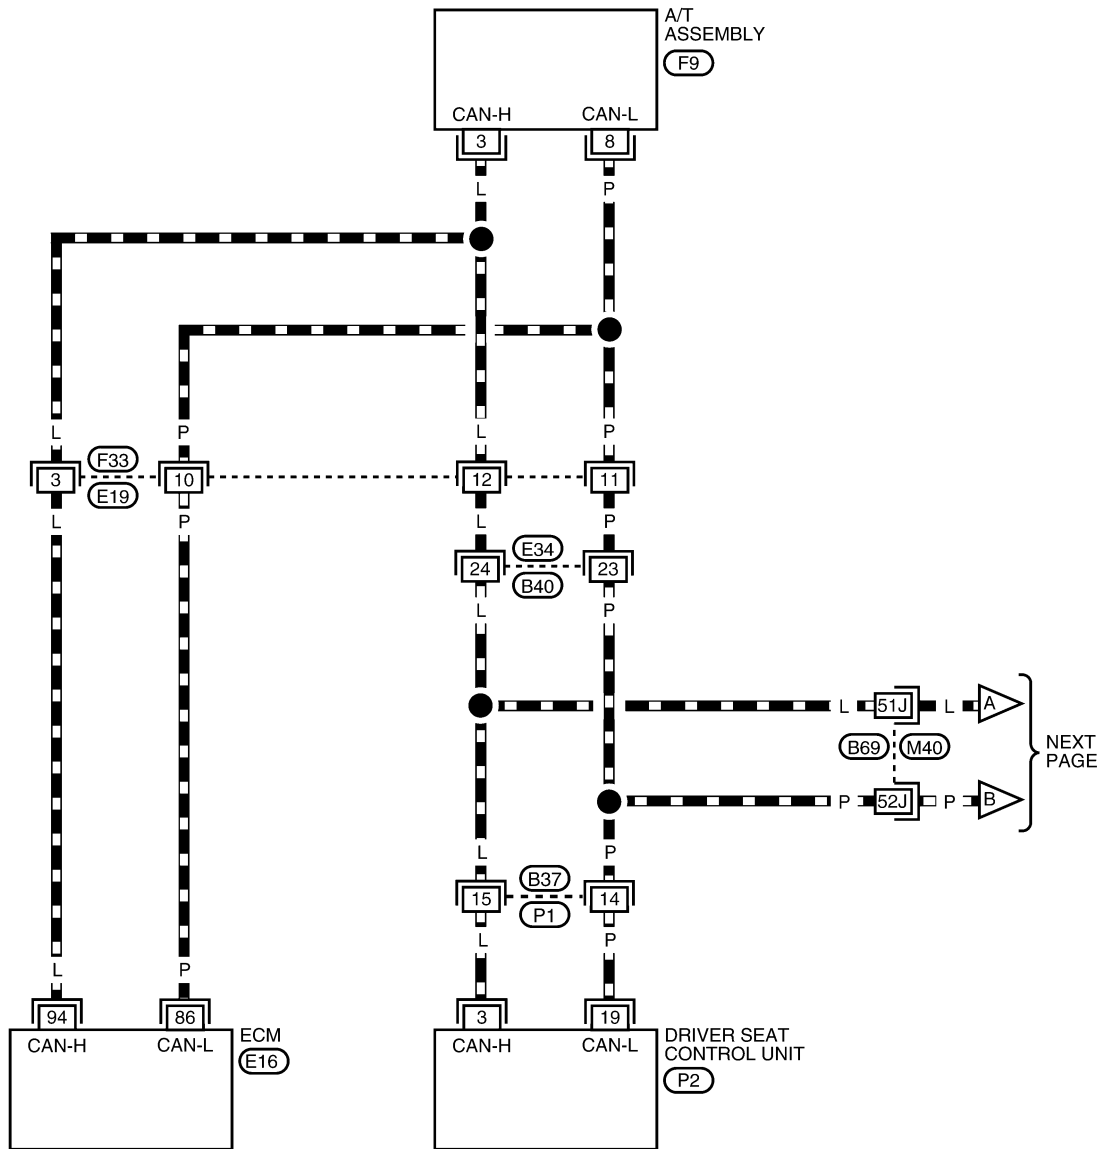 A/T
ASSEMBLY
F9
CAN-H CAN-L
3 8
L P
L P L P
F33
3 10 12 11
E19
L P L P
E34
24 23
B40
L P
L 51J L A
B69 M40
NEXT
PAGE
P 52J P B
L P
B37
15 14
P1
L P
L P
94 86 3 19
ECM
CAN-H CAN-L
E16
DRIVER SEAT
CONTROL UNIT
CAN-H CAN-L
P2